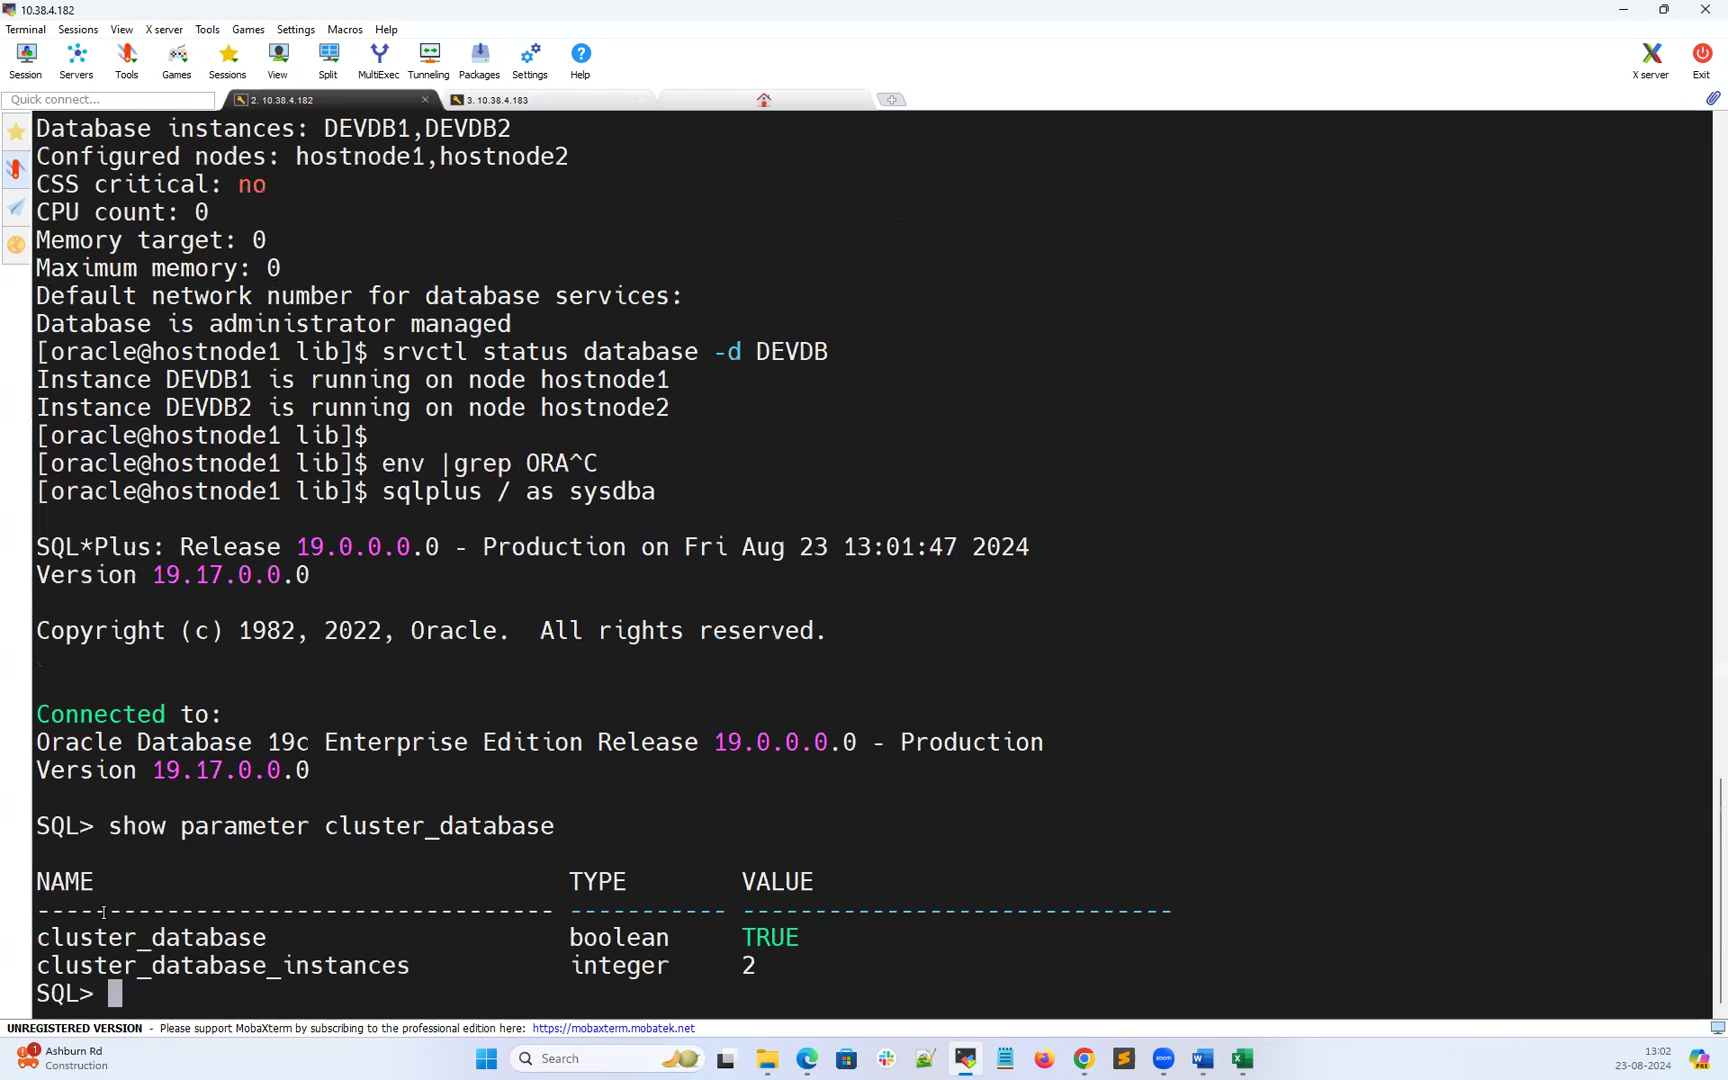 10.38.4.182
Terminal Sessions View X server Tools Games Settings Macros Help
Session Servers Tools Games Sessions View Split MultiExec Tunneling Packages Settings Help X server Exit
Quick connect... 2. 10.38.4.182 3. 10.38.4.183
Database instances: DEVDB1,DEVDB2
Configured nodes: hostnode1,hostnode2
CSS critical: no
CPU count: 0
Memory target: 0
Maximum memory: 0
Default network number for database services:
Database is administrator managed
[oracle@hostnode1 lib]$ srvctl status database -d DEVDB
Instance DEVDB1 is running on node hostnode1
Instance DEVDB2 is running on node hostnode2
[oracle@hostnode1 lib]$
[oracle@hostnode1 lib]$ env |grep ORA^C
[oracle@hostnode1 lib]$ sqlplus / as sysdba
SQL*Plus: Release 19.0.0.0.0 - Production on Fri Aug 23 13:01:47 2024
Version 19.17.0.0.0
Copyright (c) 1982, 2022, Oracle.  All rights reserved.
Connected to:
Oracle Database 19c Enterprise Edition Release 19.0.0.0.0 - Production
Version 19.17.0.0.0
SQL> show parameter cluster_database
NAME TYPE VALUE
------------------------------------ ----------- ------------------------------
cluster_database boolean TRUE
cluster_database_instances integer 2
SQL>
UNREGISTERED VERSION - Please support MobaXterm by subscribing to the professional edition here: https://mobaxterm.mobatek.net
1 Ashburn Rd
Construction
Search
13:02
23-08-2024
PRE